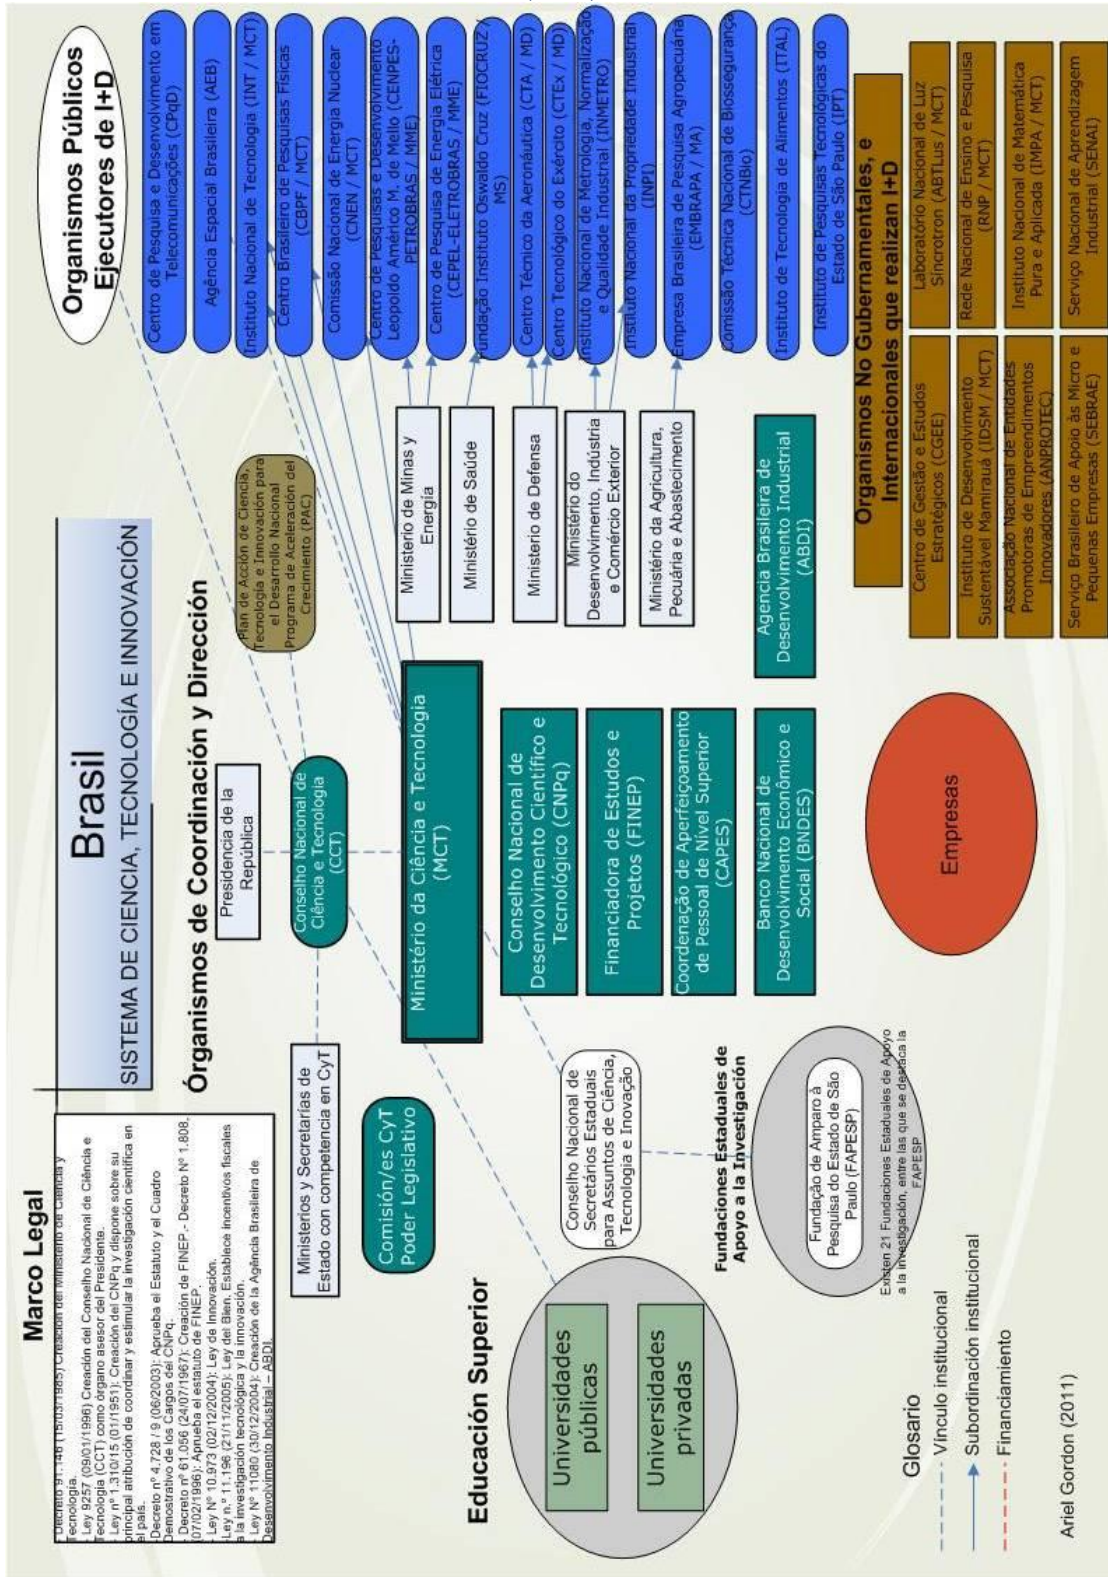 Marco Legal
- Decreto 91.146 (15/03/1985) Creación del Ministerio de Ciencia y
Tecnología.
- Ley 9257 (09/01/1996) Creación del Conselho Nacional de Ciência e
Tecnología (CCT) como órgano asesor del Presidente.
- Ley nº 1.310/15 (01/1951): Creación del CNPq y dispone sobre su
principal atribución de coordinar y estimular la investigación científica en
el país.
-Decreto nº 4.728 / 9 (06/2003): Aprueba el Estatuto y el Cuadro
Demostrativo de los Cargos del CNPq.
- Decreto nº 61.056 (24/07/1967): Creación de FINEP.- Decreto Nº 1.808,
(07/02/1996): Aprueba el estatuto de FINEP.
- Ley Nº 10.973 (02/12/2004): Ley de Innovación.
-Ley n.º 11.196 (21/11/2005): Ley del Bien. Establece incentivos fiscales
a la investigación tecnológica y la innovación.
- Ley Nº 11080 (30/12/2004): Creación de la Agência Brasileira de
Desenvolvimento Industrial – ABDI.
Brasil
SISTEMA DE CIENCIA, TECNOLOGÍA E INNOVACIÓN
Órganismos de Coordinación y Dirección
Presidencia de la
República
Plan de Acción de Ciencia,
Tecnología e Innovación para
el Desarrollo Nacional
Programa de Aceleración del
Crecimiento (PAC)
Ministerios y Secretarías de
Estado con competencia en CyT
Conselho Nacional de
Ciência e Tecnologia
(CCT)
Comisión/es CyT
Poder Legislativo
Ministério da Ciência e Tecnologia
(MCT)
Ministerio de Minas y
Energía
Ministério de Saúde
Ministerio de Defensa
Ministério do
Desenvolvimento, Indústria
e Comércio Exterior
Ministério da Agricultura,
Pecuária e Abastecimento
Conselho Nacional de
Desenvolvimento Científico e
Tecnológico (CNPq)
Financiadora de Estudos e
Projetos (FINEP)
Coordenação de Aperfeiçoamento
de Pessoal de Nível Superior
(CAPES)
Banco Nacional de
Desenvolvimento Econômico e
Social (BNDES)
Agencia Brasileira de
Desenvolvimento Industrial
(ABDI)
Organismos Públicos
Ejecutores de I+D
Centro de Pesquisa e Desenvolvimento em
Telecomunicações (CPqD)
Agência Espacial Brasileira (AEB)
Instituto Nacional de Tecnologia (INT / MCT)
Centro Brasileiro de Pesquisas Físicas
(CBPF / MCT)
Comissão Nacional de Energia Nuclear
(CNEN / MCT)
Centro de Pesquisas e Desenvolvimento
Leopoldo Américo M. de Mello (CENPES-
PETROBRAS / MME)
Centro de Pesquisa de Energia Elétrica
(CEPEL-ELETROBRAS / MME)
Fundação Instituto Oswaldo Cruz (FIOCRUZ /
MS)
Centro Técnico da Aeronáutica (CTA / MD)
Centro Tecnológico do Exército (CTEx / MD)
Instituto Nacional de Metrologia, Normalização
e Qualidade Industrial (INMETRO)
Instituto Nacional da Propriedade Industrial
(INPI)
Empresa Brasileira de Pesquisa Agropecuária
(EMBRAPA / MA)
Comissão Técnica Nacional de Biossegurança
(CTNBio)
Instituto de Tecnologia de Alimentos (ITAL)
Instituto de Pesquisas Tecnológicas do
Estado de São Paulo (IPT)
Educación Superior
Universidades
públicas
Universidades
privadas
Conselho Nacional de
Secretários Estaduais
para Assuntos de Ciência,
Tecnologia e Inovação
Fundaciones Estaduales de
Apoyo a la Investigación
Fundação de Amparo à
Pesquisa do Estado de São
Paulo (FAPESP)
Existen 21 Fundaciones Estaduales de Apoyo
a la investigación, entre las que se destaca la
FAPESP
Empresas
Organismos No Gubernamentales, e
Internacionales que realizan I+D
Centro de Gestão e Estudos
Estratégicos (CGEE)
Laboratório Nacional de Luz
Síncrotron (ABTLus / MCT)
Instituto de Desenvolvimento
Sustentável Mamirauá (IDSM / MCT)
Rede Nacional de Ensino e Pesquisa
(RNP / MCT)
Associação Nacional de Entidades
Promotoras de Empreendimentos
Innovadores (ANPROTEC)
Instituto Nacional de Matemática
Pura e Aplicada (IMPA / MCT)
Serviço Brasileiro de Apoio às Micro e
Pequenas Empresas (SEBRAE)
Serviço Nacional de Aprendizagem
Industrial (SENAI)
Glosario
Vínculo institucional
Subordinación institucional
Financiamiento
Ariel Gordon (2011)